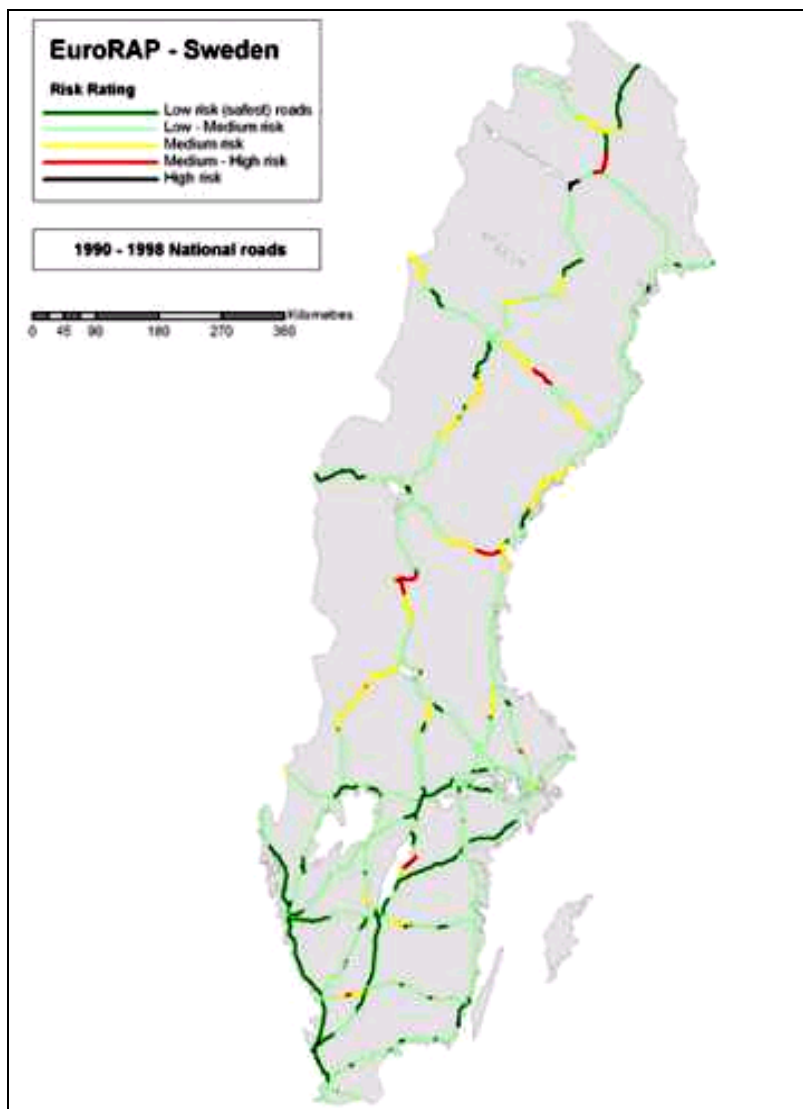 EuroRAP - Sweden
Risk Rating
Low risk (safest) roads
Low - Medium risk
Medium risk
Medium - High risk
High risk
1990 - 1998 National roads
Kilometres
0 45 90 180 270 360